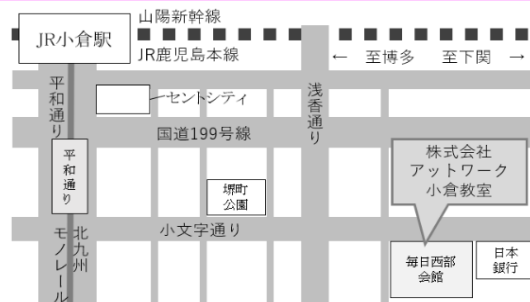 山陽新幹線
JR小倉駅
JR鹿児島本線
← 至博多 至下関 →
平和通り
セントシティ
浅香通り
国道199号線
平和通り
株式会社
アットワーク
小倉教室
堺町
公園
小文字通り
北九州
モノレール
毎日西部
会館
日本
銀行